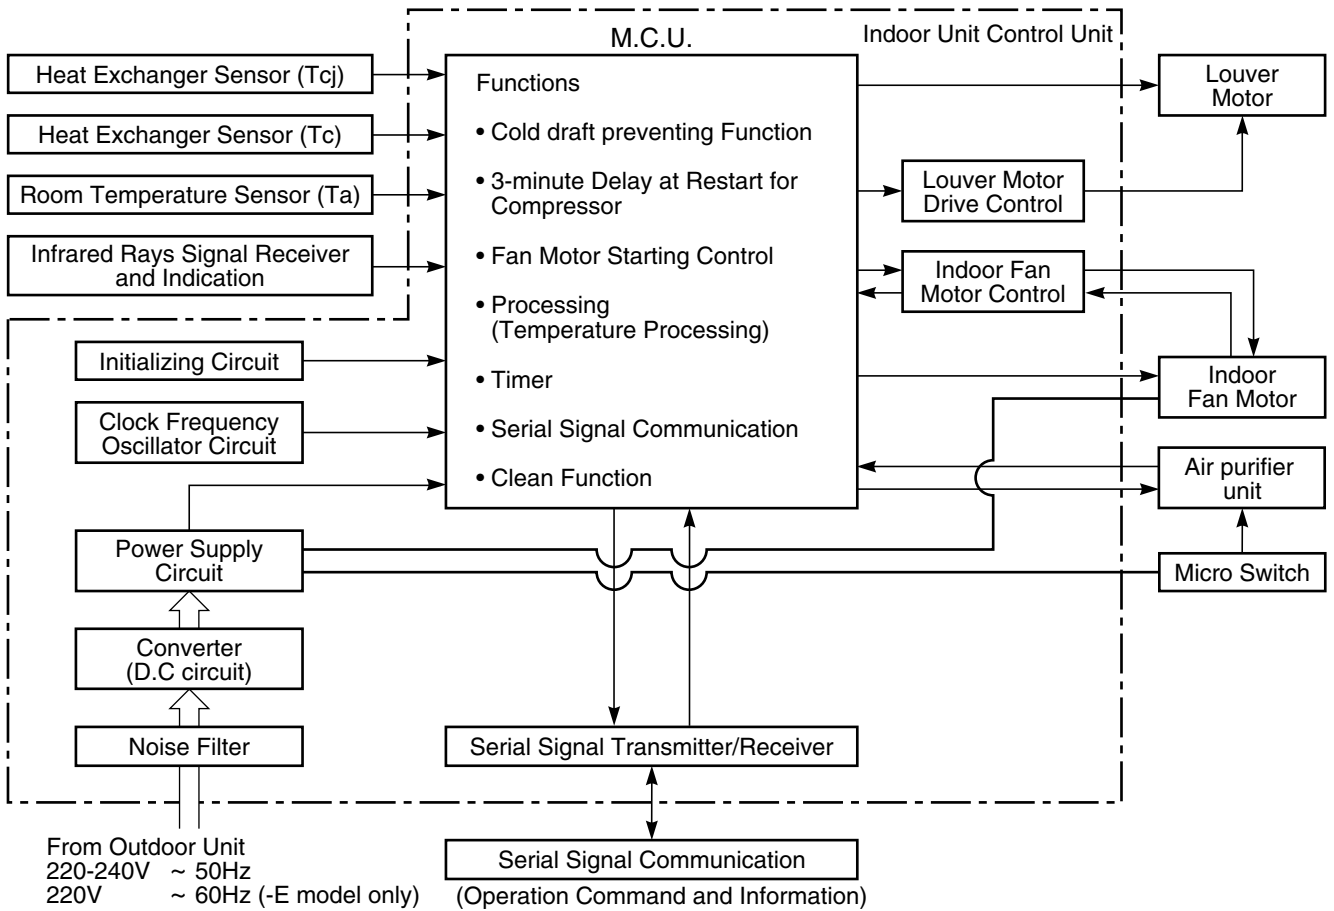 M.C.U.
Indoor Unit Control Unit
Heat Exchanger Sensor (Tcj)
Heat Exchanger Sensor (Tc)
Room Temperature Sensor (Ta)
Infrared Rays Signal Receiver
and Indication
Initializing Circuit
Clock Frequency
Oscillator Circuit
Power Supply
Circuit
Converter
(D.C circuit)
Noise Filter
From Outdoor Unit
220-240V ~ 50Hz
220V ~ 60Hz (-E model only)
Functions
• Cold draft preventing Function
• 3-minute Delay at Restart for
Compressor
• Fan Motor Starting Control
• Processing
(Temperature Processing)
• Timer
• Serial Signal Communication
• Clean Function
Serial Signal Transmitter/Receiver
Serial Signal Communication
(Operation Command and Information)
Louver
Motor
Louver Motor
Drive Control
Indoor Fan
Motor Control
Indoor
Fan Motor
Air purifier
unit
Micro Switch